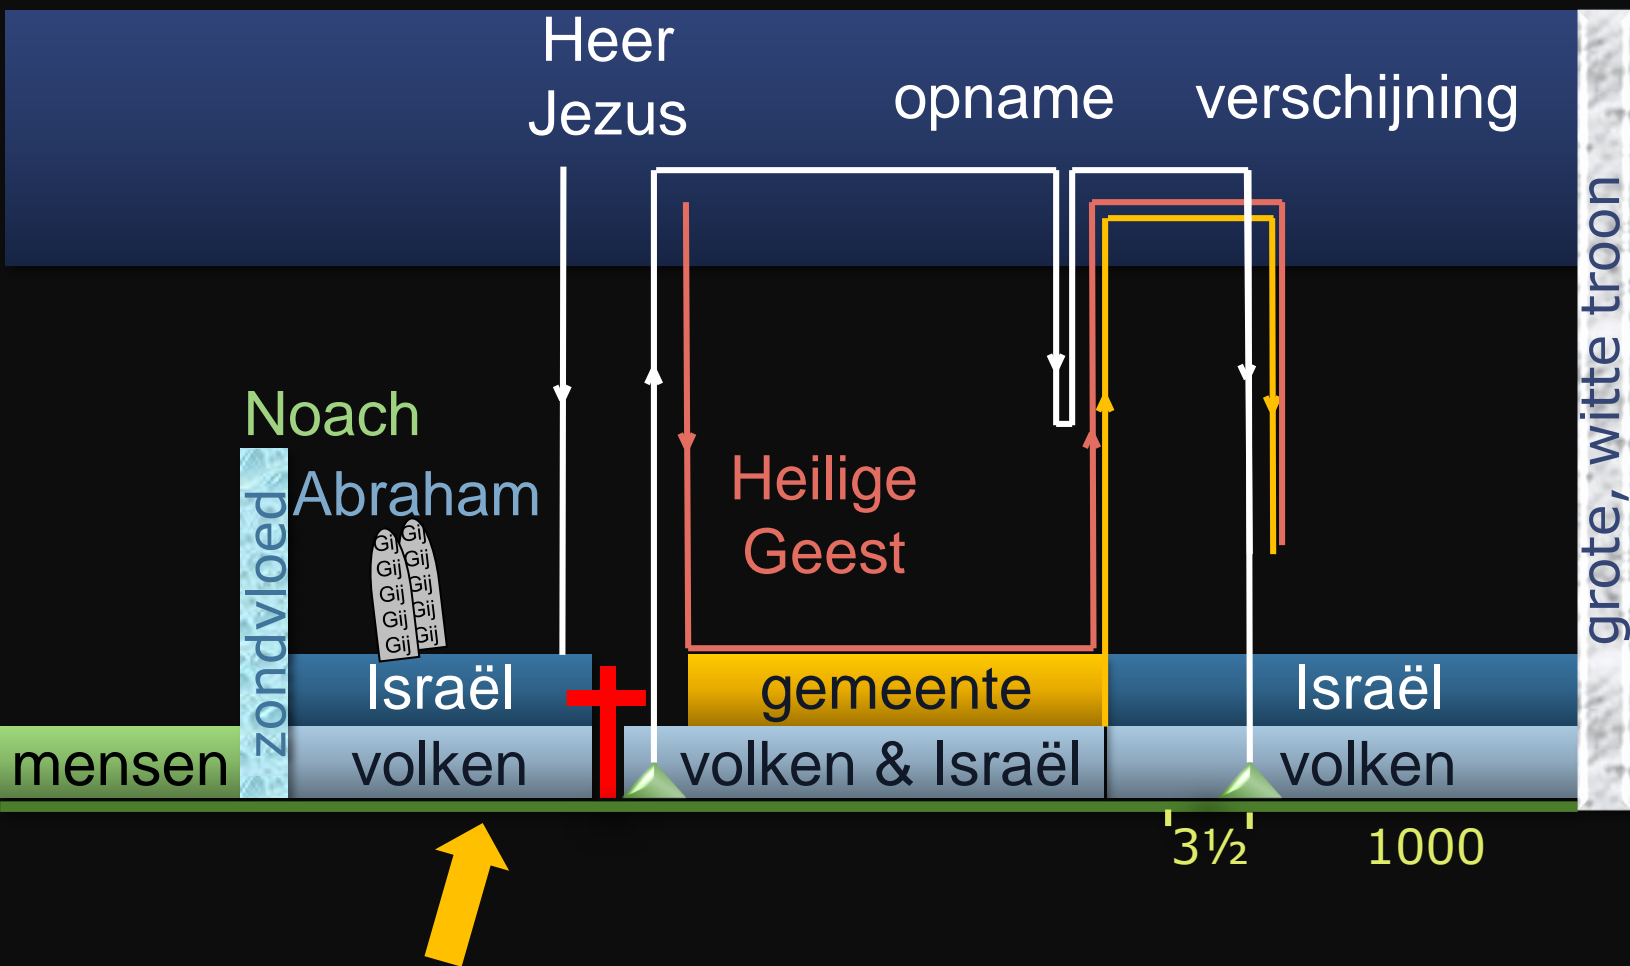 Heer
Jezus
opname
verschijning
grote, witte troon
Noach
Abraham
zondvloed
Gij
Gij
Gij
Gij
Gij
Gij
Gij
Gij
Gij
Gij
Heilige
Geest
Israël
gemeente
Israël
mensen
volken
volken & Israël
volken
3½
1000